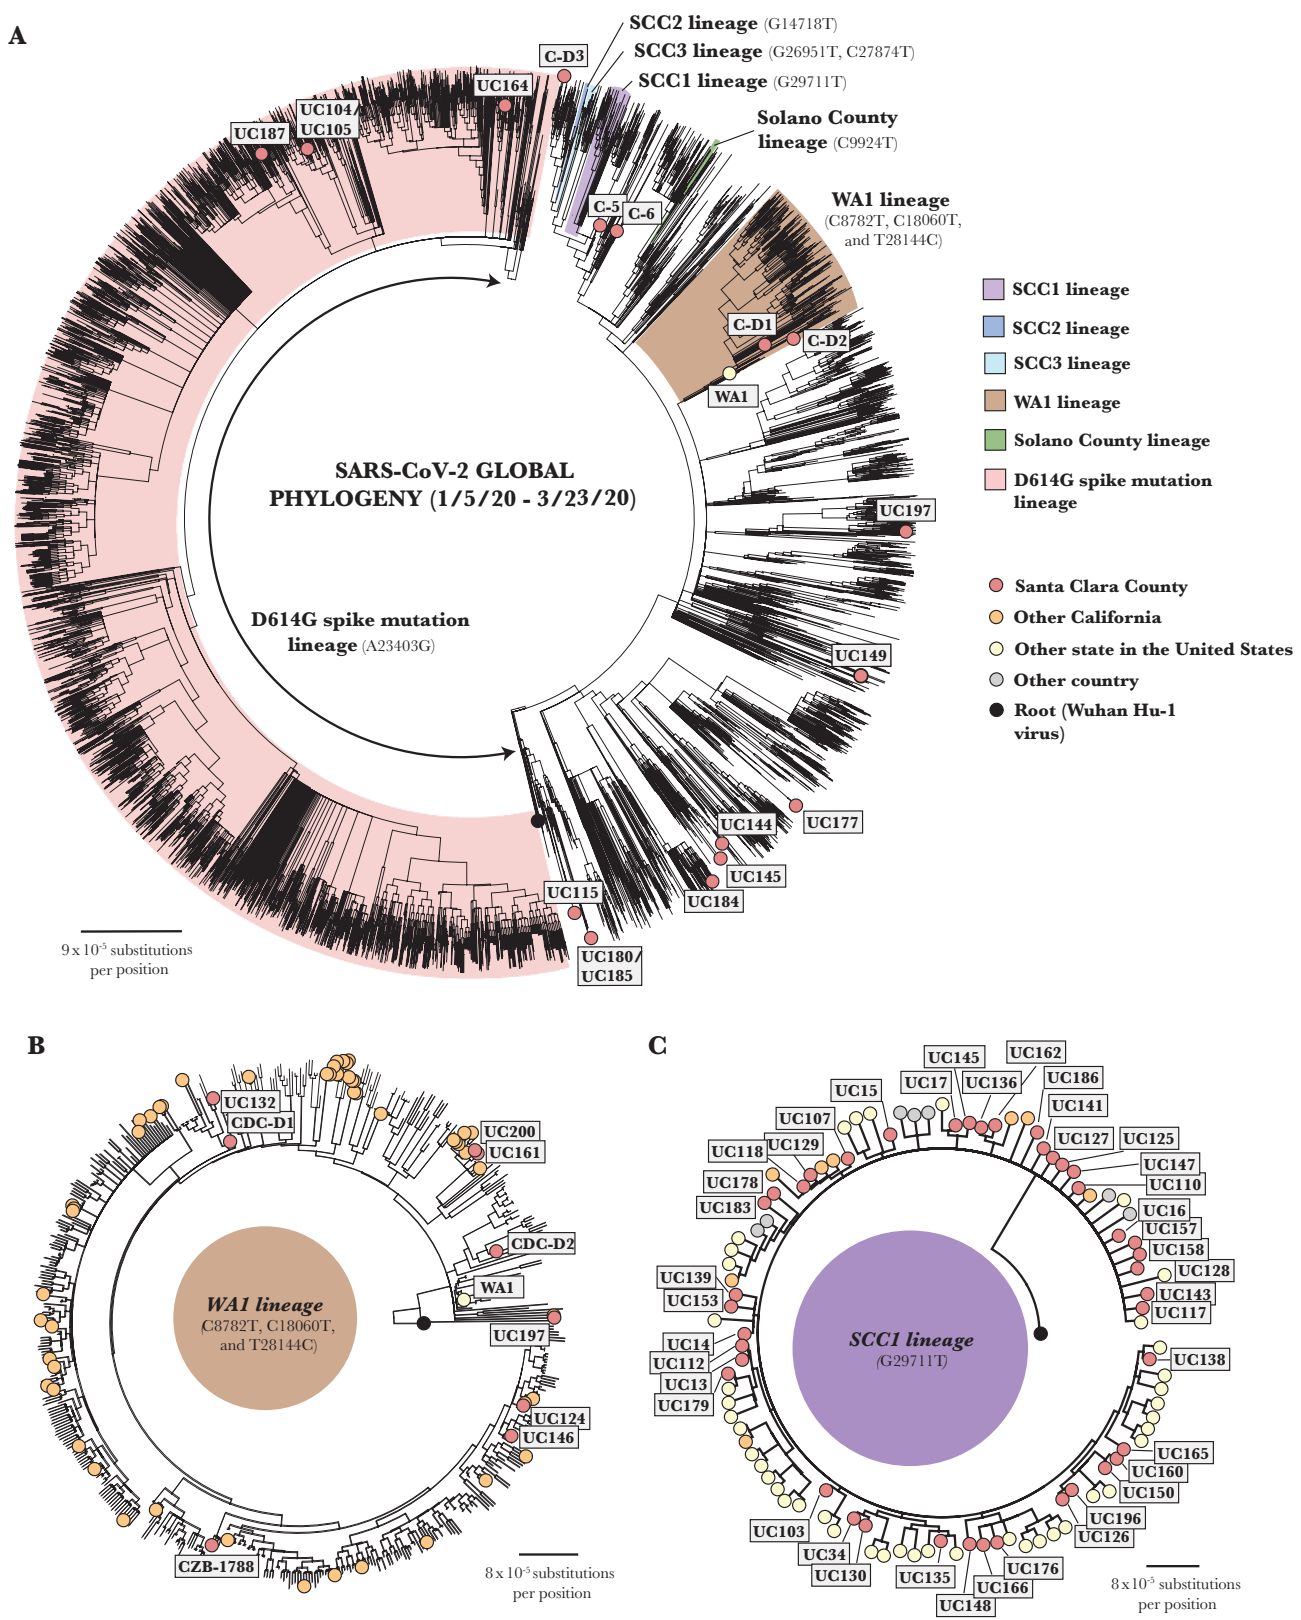 A
SCC2 lineage (G14718T)
SCC3 lineage (G26951T, C27874T)
SCC1 lineage (G29711T)
C-D3
UC164
UC104/
UC105
UC187
Solano County
lineage (C9924T)
C-5
C-6
WA1 lineage
(C8782T, C18060T,
and T28144C)
C-D1
C-D2
WA1
SCC1 lineage
SCC2 lineage
SCC3 lineage
WA1 lineage
Solano County lineage
D614G spike mutation
lineage
SARS-CoV-2 GLOBAL
PHYLOGENY (1/5/20 - 3/23/20)
UC197
Santa Clara County
Other California
Other state in the United States
Other country
Root (Wuhan Hu-1
virus)
D614G spike mutation
lineage (A23403G)
UC149
UC177
UC144
UC145
UC184
UC115
UC180/
UC185
9 x 10-5 substitutions
per position
B
UC132
CDC-D1
UC200
UC161
CDC-D2
WA1
UC197
WA1 lineage
(C8782T, C18060T,
and T28144C)
UC124
UC146
CZB-1788
8 x 10-5 substitutions
per position
C
UC145
UC162
UC17
UC136
UC186
UC15
UC141
UC107
UC127
UC125
UC118
UC129
UC147
UC178
UC110
UC183
UC16
UC157
UC158
UC128
UC139
UC143
UC153
UC117
UC14
UC112
UC13
UC179
SCC1 lineage
(G29711T)
UC138
UC165
UC160
UC150
UC196
UC126
UC103
UC34
UC130
UC135
UC176
UC166
UC148
8 x 10-5 substitutions
per position